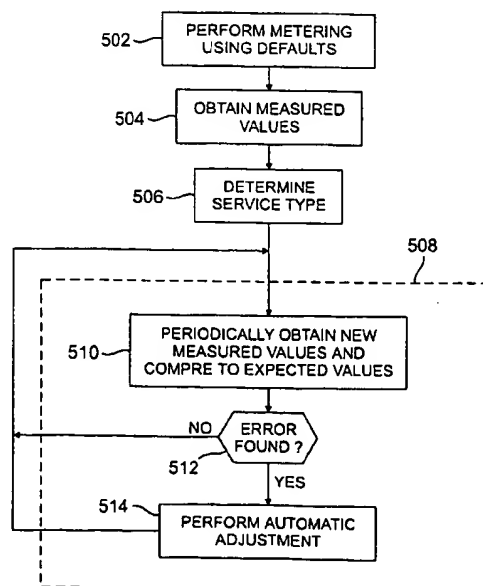 502
PERFORM METERING
USING DEFAULTS
504
OBTAIN MEASURED
VALUES
506
DETERMINE
SERVICE TYPE
508
510
PERIODICALLY OBTAIN NEW
MEASURED VALUES AND
COMPRE TO EXPECTED VALUES
NO
ERROR
FOUND ?
512
YES
514
PERFORM AUTOMATIC
ADJUSTMENT